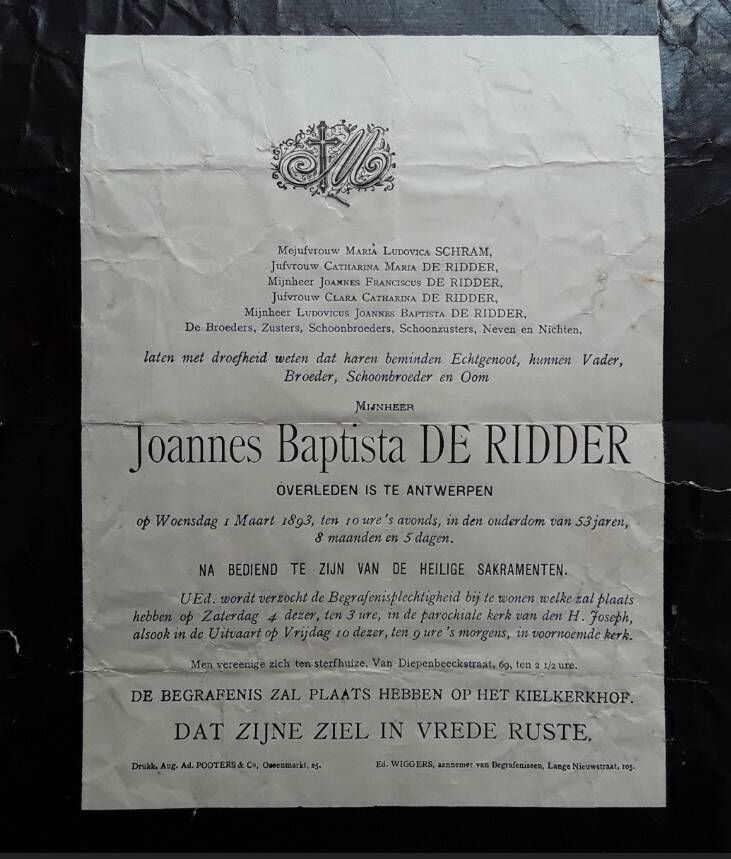 M
Mejufvrouw Maria Ludovica SCHRAM,
Jufvrouw Catharina Maria DE RIDDER,
Mijnheer Joannes Franciscus DE RIDDER,
Jufvrouw Clara Catharina DE RIDDER,
Mijnheer Ludovicus Joannes Baptista DE RIDDER,
De Broeders, Zusters, Schoonbroeders, Schoonzusters, Neven en Nichten,
laten met droefheid weten dat haren beminden Echtgenoot, hunnen Vader,
Broeder, Schoonbroeder en Oom
Mijnheer
Joannes Baptista DE RIDDER
OVERLEDEN IS TE ANTWERPEN
op Woensdag 1 Maart 1893, ten 10 ure's avonds, in den ouderdom van 53 jaren,
8 maanden en 5 dagen.
NA BEDIEND TE ZIJN VAN DE HEILIGE SAKRAMENTEN.
UEd. wordt verzocht de Begrafenisplechtigheid bij te wonen welke zal plaats
hebben op Zaterdag 4 dezer, ten 3 ure, in de parochiale kerk van den H. Joseph,
alsook in de Uitvaart op Vrijdag 10 dezer, ten 9 ure 's morgens, in voornoemde kerk.
Men vereenige zich ten sterfhuize, Van Diepenbeeckstraat, 69, ten 2 1/2 ure.
DE BEGRAFENIS ZAL PLAATS HEBBEN OP HET KIELKERKHOF.
DAT ZIJNE ZIEL IN VREDE RUSTE.
Drukk. Aug. Ad. POOTERS & Co, Ossenmarkt, 25. Ed. WIGGERS, aannemer van Begrafenissen, Lange Nieuwstraat, 105.